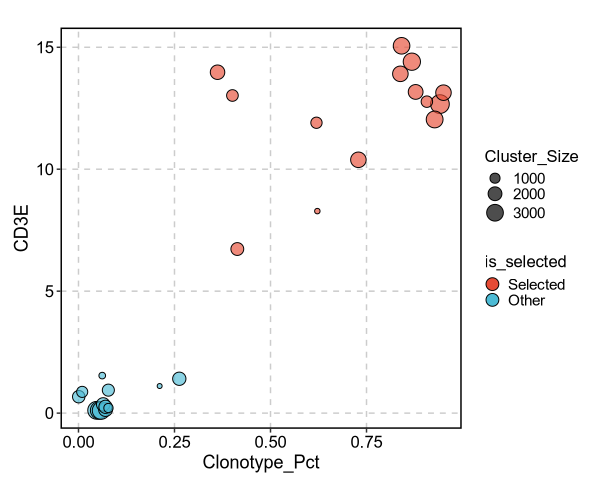 15
10
5
0
CD3E
0.00 0.25 0.50 0.75
Clonotype_Pct
Cluster_Size
1000
2000
3000
is_selected
Selected
Other